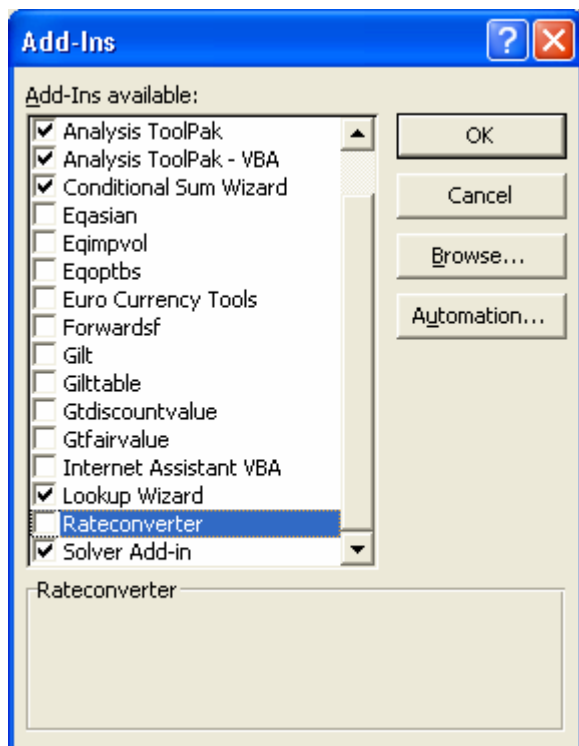 Add-Ins
Add-Ins available:
Analysis ToolPak
Analysis ToolPak - VBA
Conditional Sum Wizard
Eqasian
Eqimpvol
Eqoptbs
Euro Currency Tools
Forwardsf
Gilt
Gilttable
Gtdiscountvalue
Gtfairvalue
Internet Assistant VBA
Lookup Wizard
Rateconverter
Solver Add-in
OK
Cancel
Browse...
Automation...
Rateconverter